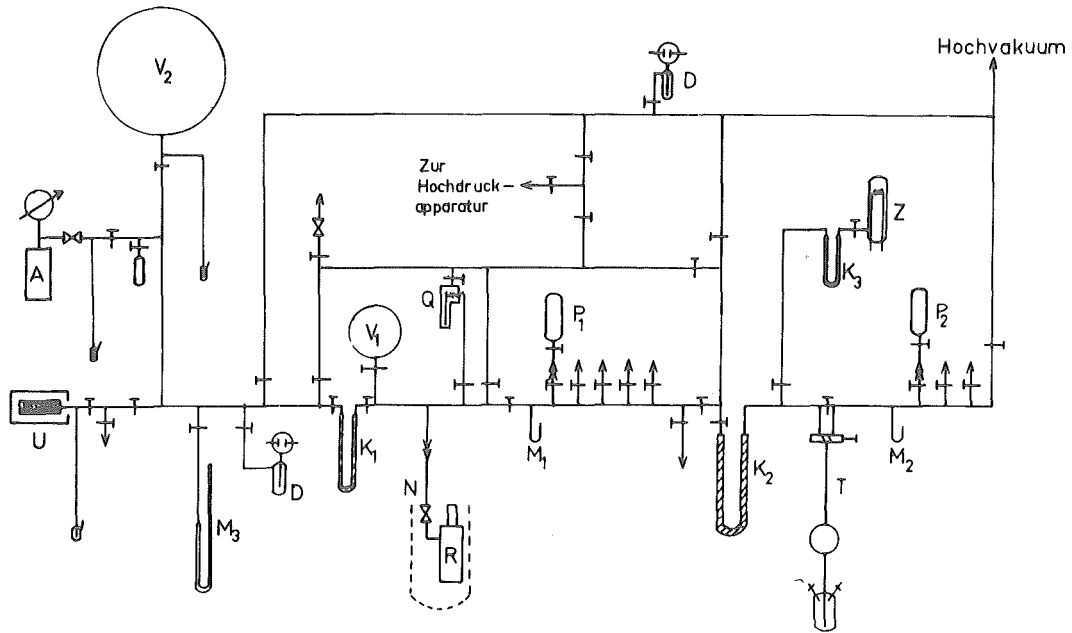 V2
D
Hochvakuum
Zur
Hochdruck-
apparatur
A
Z
K3
Q
V1
P1
P2
U
K1
M1
K2
M2
D
N
T
M3
R